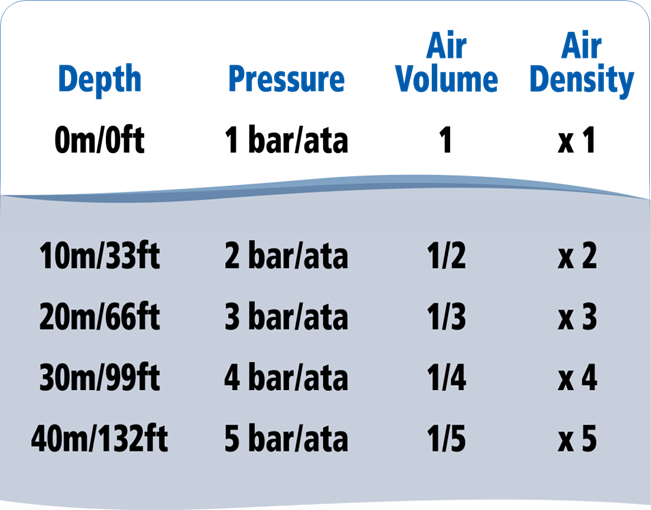 Depth Pressure Air Volume Air Density
0m/0ft 1 bar/ata 1 x 1
10m/33ft 2 bar/ata 1/2 x 2
20m/66ft 3 bar/ata 1/3 x 3
30m/99ft 4 bar/ata 1/4 x 4
40m/132ft 5 bar/ata 1/5 x 5